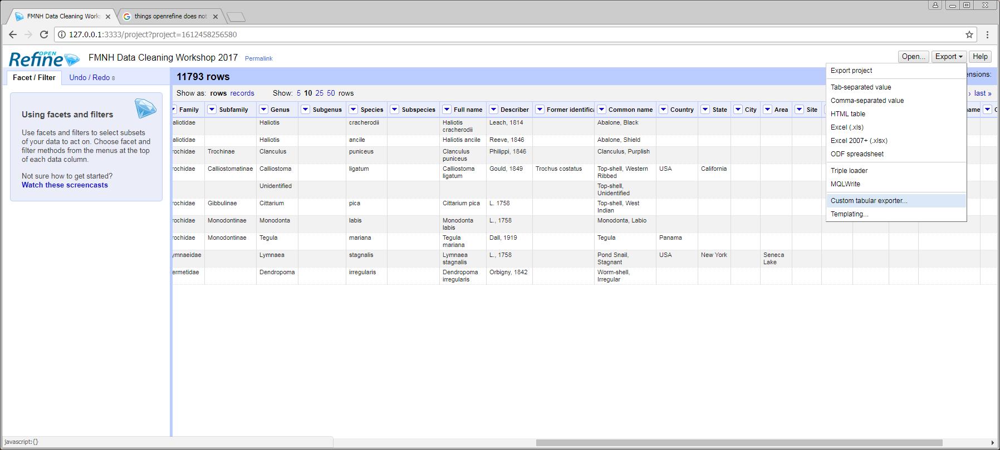 FMNH Data Cleaning Works
things openrefine does not
127.0.0.1:3333/project?project=1612458256580
OPEN
Refine
FMNH Data Cleaning Workshop 2017 Permalink
Open... Export Help
Facet / Filter Undo / Redo 8
11793 rows
ensions:
Show as: rows records Show: 5 10 25 50 rows
› last »
Using facets and filters
Use facets and filters to select subsets
of your data to act on. Choose facet and
filter methods from the menus at the top
of each data column.
Not sure how to get started?
Watch these screencasts
Family Subfamily Genus Subgenus Species Subspecies Full name Describer Former identifica Common name Country State City Area Site ame
aliotidae Haliotis cracherodii Haliotis Leach, 1814 Abalone, Black
cracherodii
aliotidae Haliotis ancile Haliotis ancile Reeve, 1846 Abalone, Shield
rochidae Trochinae Clanculus puniceus Clanculus Philippi, 1846 Clanculus, Purplish
puniceus
rochidae Calliostomatinae Calliostoma ligatum Calliostoma Gould, 1849 Trochus costatus Top-shell, Western USA California
ligatum Ribbed
Unidentified Top-shell,
Unidentified
rochidae Gibbulinae Cittarium pica Cittarium pica L. 1758 Top-shell, West
Indian
rochidae Monodontinae Monodonta labis Monodonta L., 1758 Monodonta, Labio
labis
rochidae Monodontinae Tegula mariana Tegula Dall, 1919 Tegula Panama
mariana
ymnaeidae Lymnaea stagnalis Lymnaea L., 1758 Pond Snail, USA New York Seneca
stagnalis Stagnant Lake
ermetidae Dendropoma irregularis Dendropoma Orbigny, 1842 Worm-shell,
irregularis Irregular
Export project
Tab-separated value
Comma-separated value
HTML table
Excel (.xls)
Excel 2007+ (.xlsx)
ODF spreadsheet
Triple loader
MQLWrite
Custom tabular exporter...
Templating...
javascript:{}